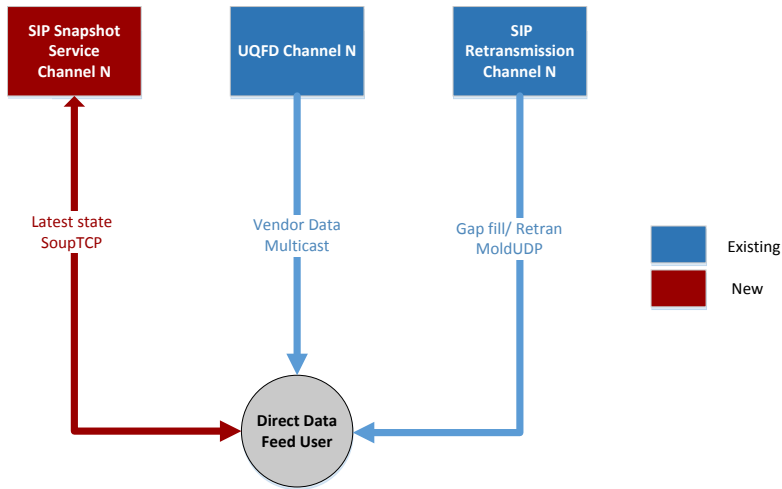 SIP Snapshot
Service
Channel N
UQFD Channel N
SIP
Retransmission
Channel N
Latest state
SoupTCP
Vendor Data
Multicast
Gap fill/ Retran
MoldUDP
Existing
New
Direct Data
Feed User